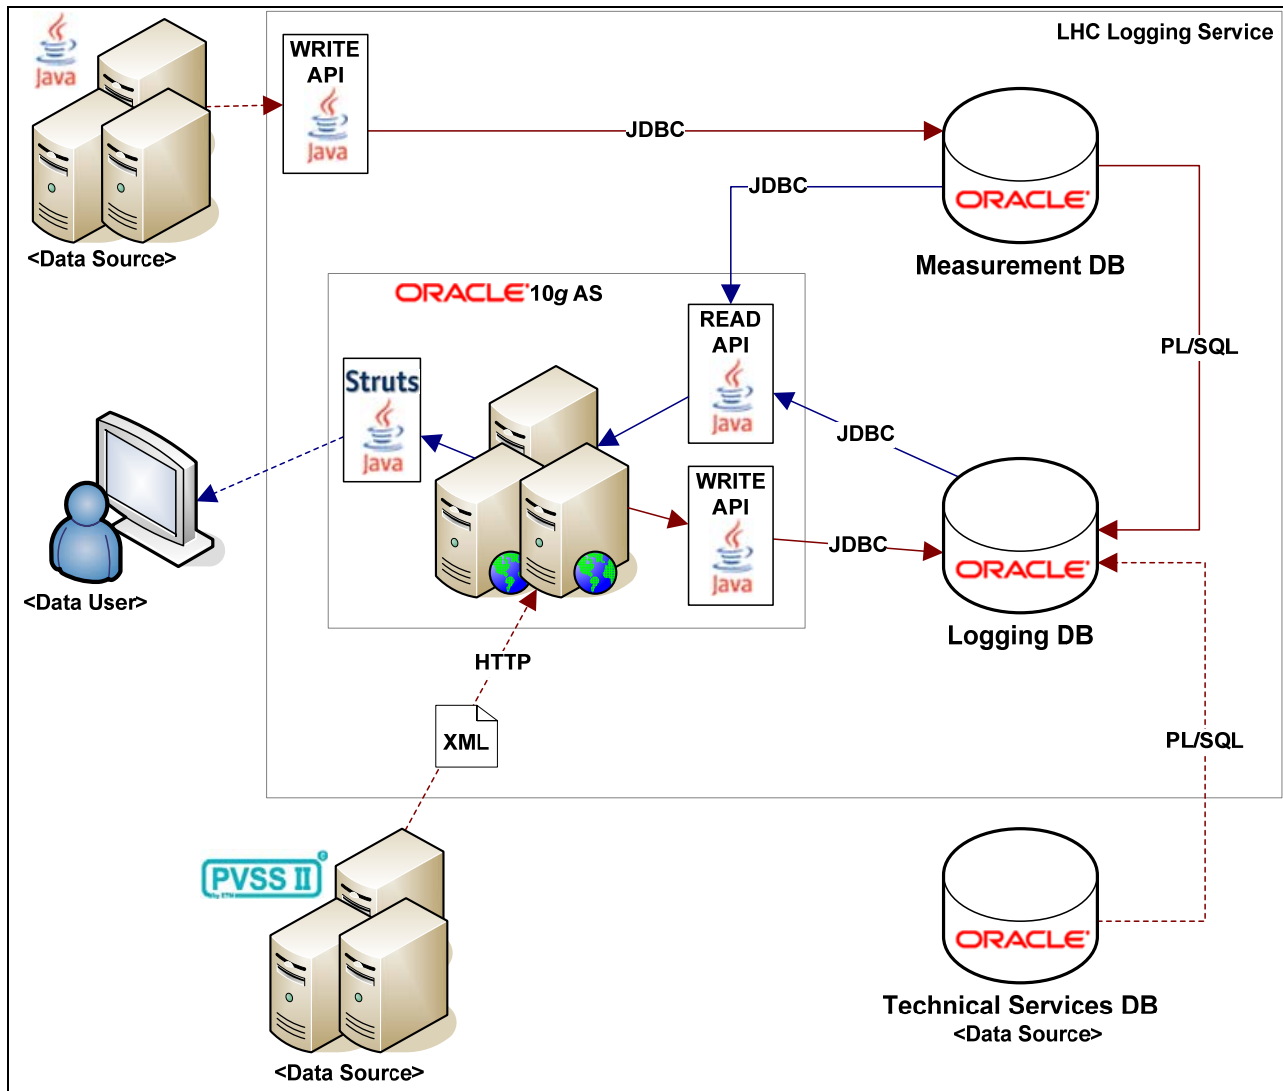 LHC Logging Service
Java
WRITE
API
Java
JDBC
ORACLE
Measurement DB
<Data Source>
JDBC
ORACLE 10g AS
READ
API
Java
PL/SQL
Struts
Java
JDBC
WRITE
API
Java
JDBC
ORACLE
Logging DB
<Data User>
HTTP
XML
PL/SQL
PVSS II
ORACLE
Technical Services DB
<Data Source>
<Data Source>